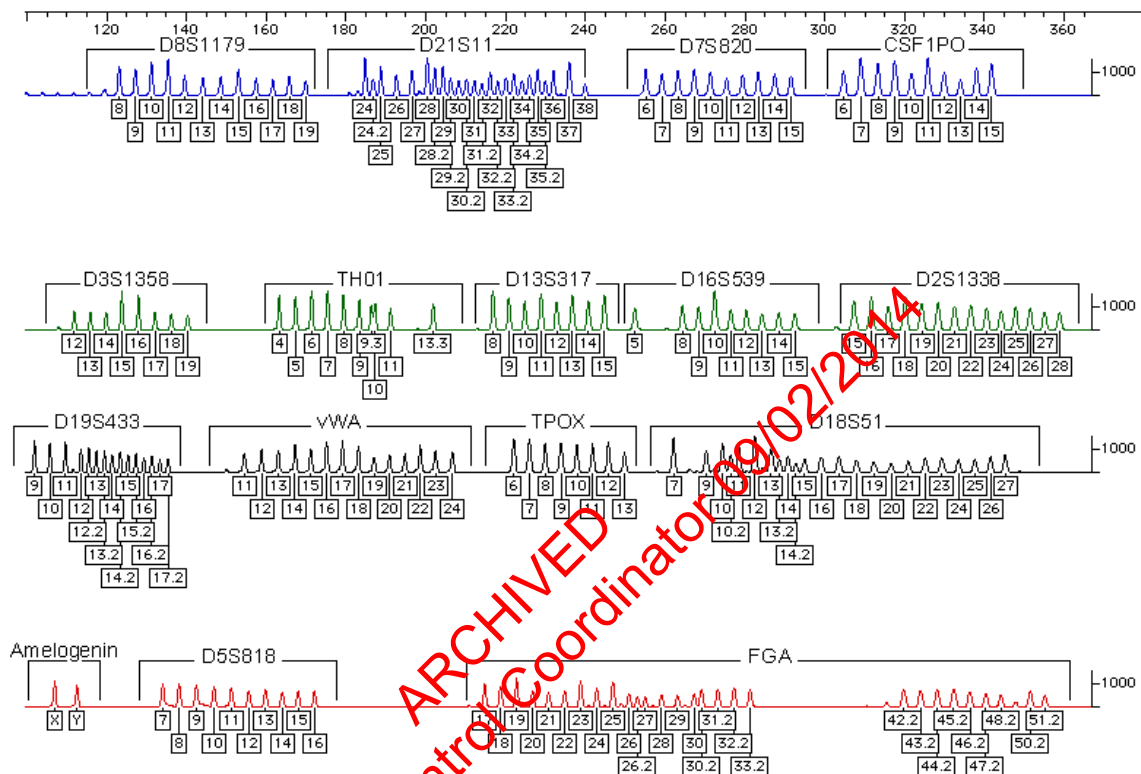 120 140 160 180 200 220 240 260 280 300 320 340 360
D8S1179 D21S11 D7S820 CSF1PO
1000
8 10 12 14 16 18 24 26 28 30 32 34 36 38 6 8 10 12 14 6 8 10 12 14
9 11 13 15 17 19 24.2 27 29 31 33 35 37 7 9 11 13 15 7 9 11 13 15
25 28.2 31.2 34.2
29.2 32.2 35.2
30.2 33.2
D3S1358 TH01 D13S317 D16S539 D2S1338
1000
12 14 16 18 4 6 8 9.3 13.3 8 10 12 14 5 8 10 12 14 15 17 19 21 23 25 27
13 15 17 19 5 7 9 11 9 11 13 15 9 11 13 15 16 18 20 22 24 26 28
10
D19S433 vWA TPOX D18S51
1000
9 11 13 15 17 11 13 15 17 19 21 23 6 8 10 12 7 9 11 13 15 17 19 21 23 25 27
10 12 14 16 12 14 16 18 20 22 24 7 9 11 13 10 12 14 16 18 20 22 24 26
12.2 15.2 10.2 13.2
13.2 16.2 14.2
14.2 17.2
Amelogenin D5S818 FGA
1000
X Y 7 9 11 13 15 17 19 21 23 25 27 29 31.2 42.2 45.2 48.2 51.2
8 10 12 14 16 18 20 22 24 26 28 30 32.2 43.2 46.2 50.2
26.2 30.2 33.2 44.2 47.2
ARCHIVED
ntrol Coordinator 09/02/2014